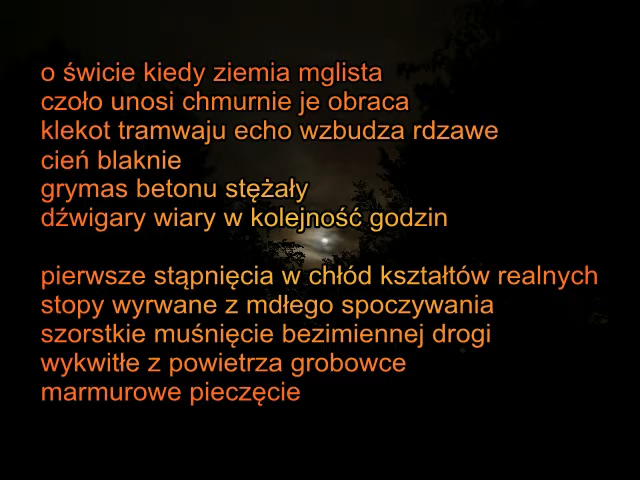 o świcie kiedy ziemia mglista
czoło unosi chmurnie je obraca
klekot tramwaju echo wzbudza rdzawe
cień blaknie
grymas betonu stężały
dźwigary wiary w kolejność godzin
pierwsze stąpnięcia w chłód kształtów realnych
stopy wyrwane z mdłego spoczywania
szorstkie muśnięcie bezimiennej drogi
wykwitłe z powietrza grobowce
marmurowe pieczęcie